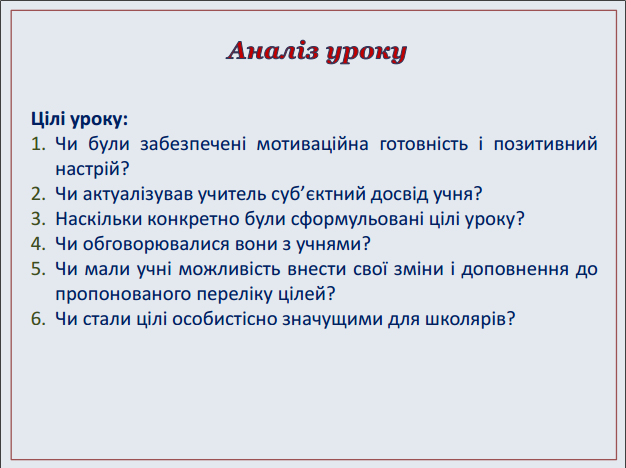 Аналіз уроку
Цілі уроку:
1. Чи були забезпечені мотиваційна готовність і позитивний
настрій?
2. Чи актуалізував учитель суб’єктний досвід учня?
3. Наскільки конкретно були сформульовані цілі уроку?
4. Чи обговорювалися вони з учнями?
5. Чи мали учні можливість внести свої зміни і доповнення до
пропонованого переліку цілей?
6. Чи стали цілі особистісно значущими для школярів?